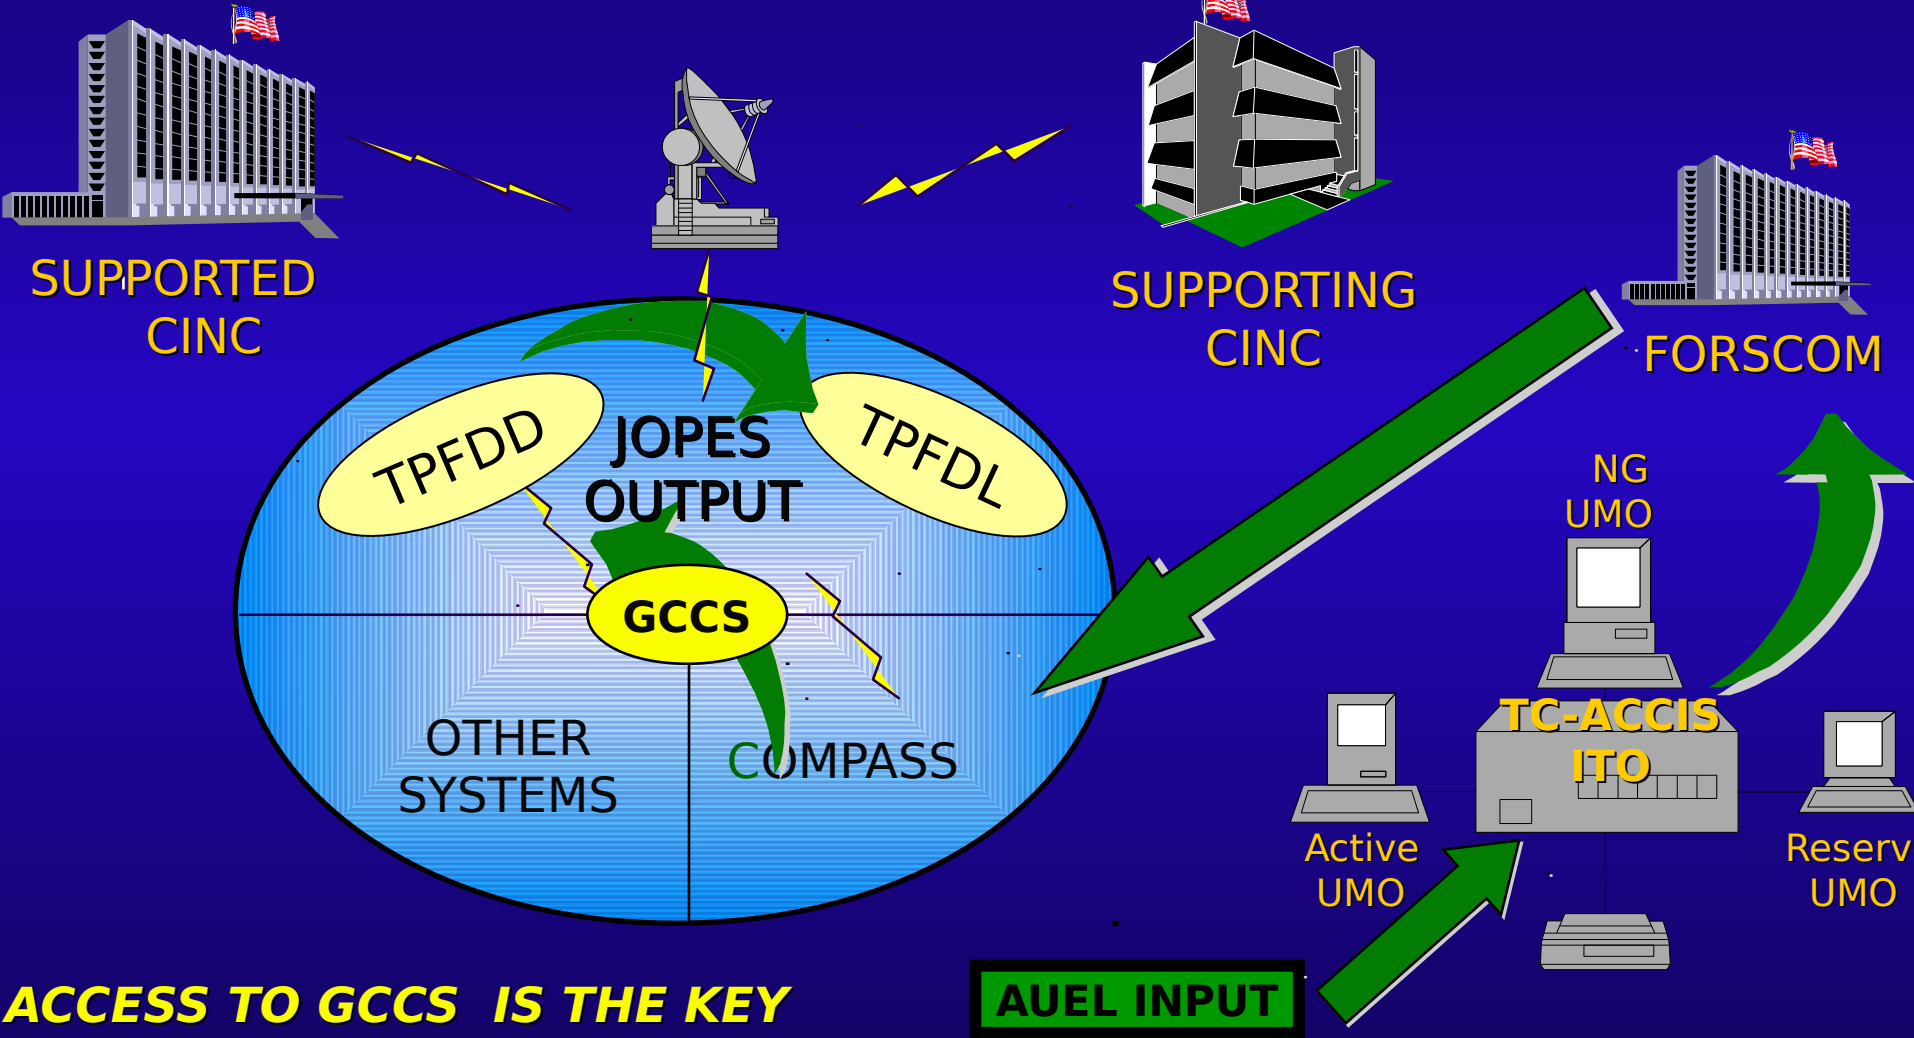 SUPPORTED
CINC
SUPPORTING
CINC
FORSCOM
TPFDD
JOPES
OUTPUT
TPFDL
GCCS
OTHER
SYSTEMS
COMPASS
NG
UMO
TC-ACCIS
ITO
Active
UMO
Reserv
UMO
ACCESS TO GCCS  IS THE KEY
AUEL INPUT